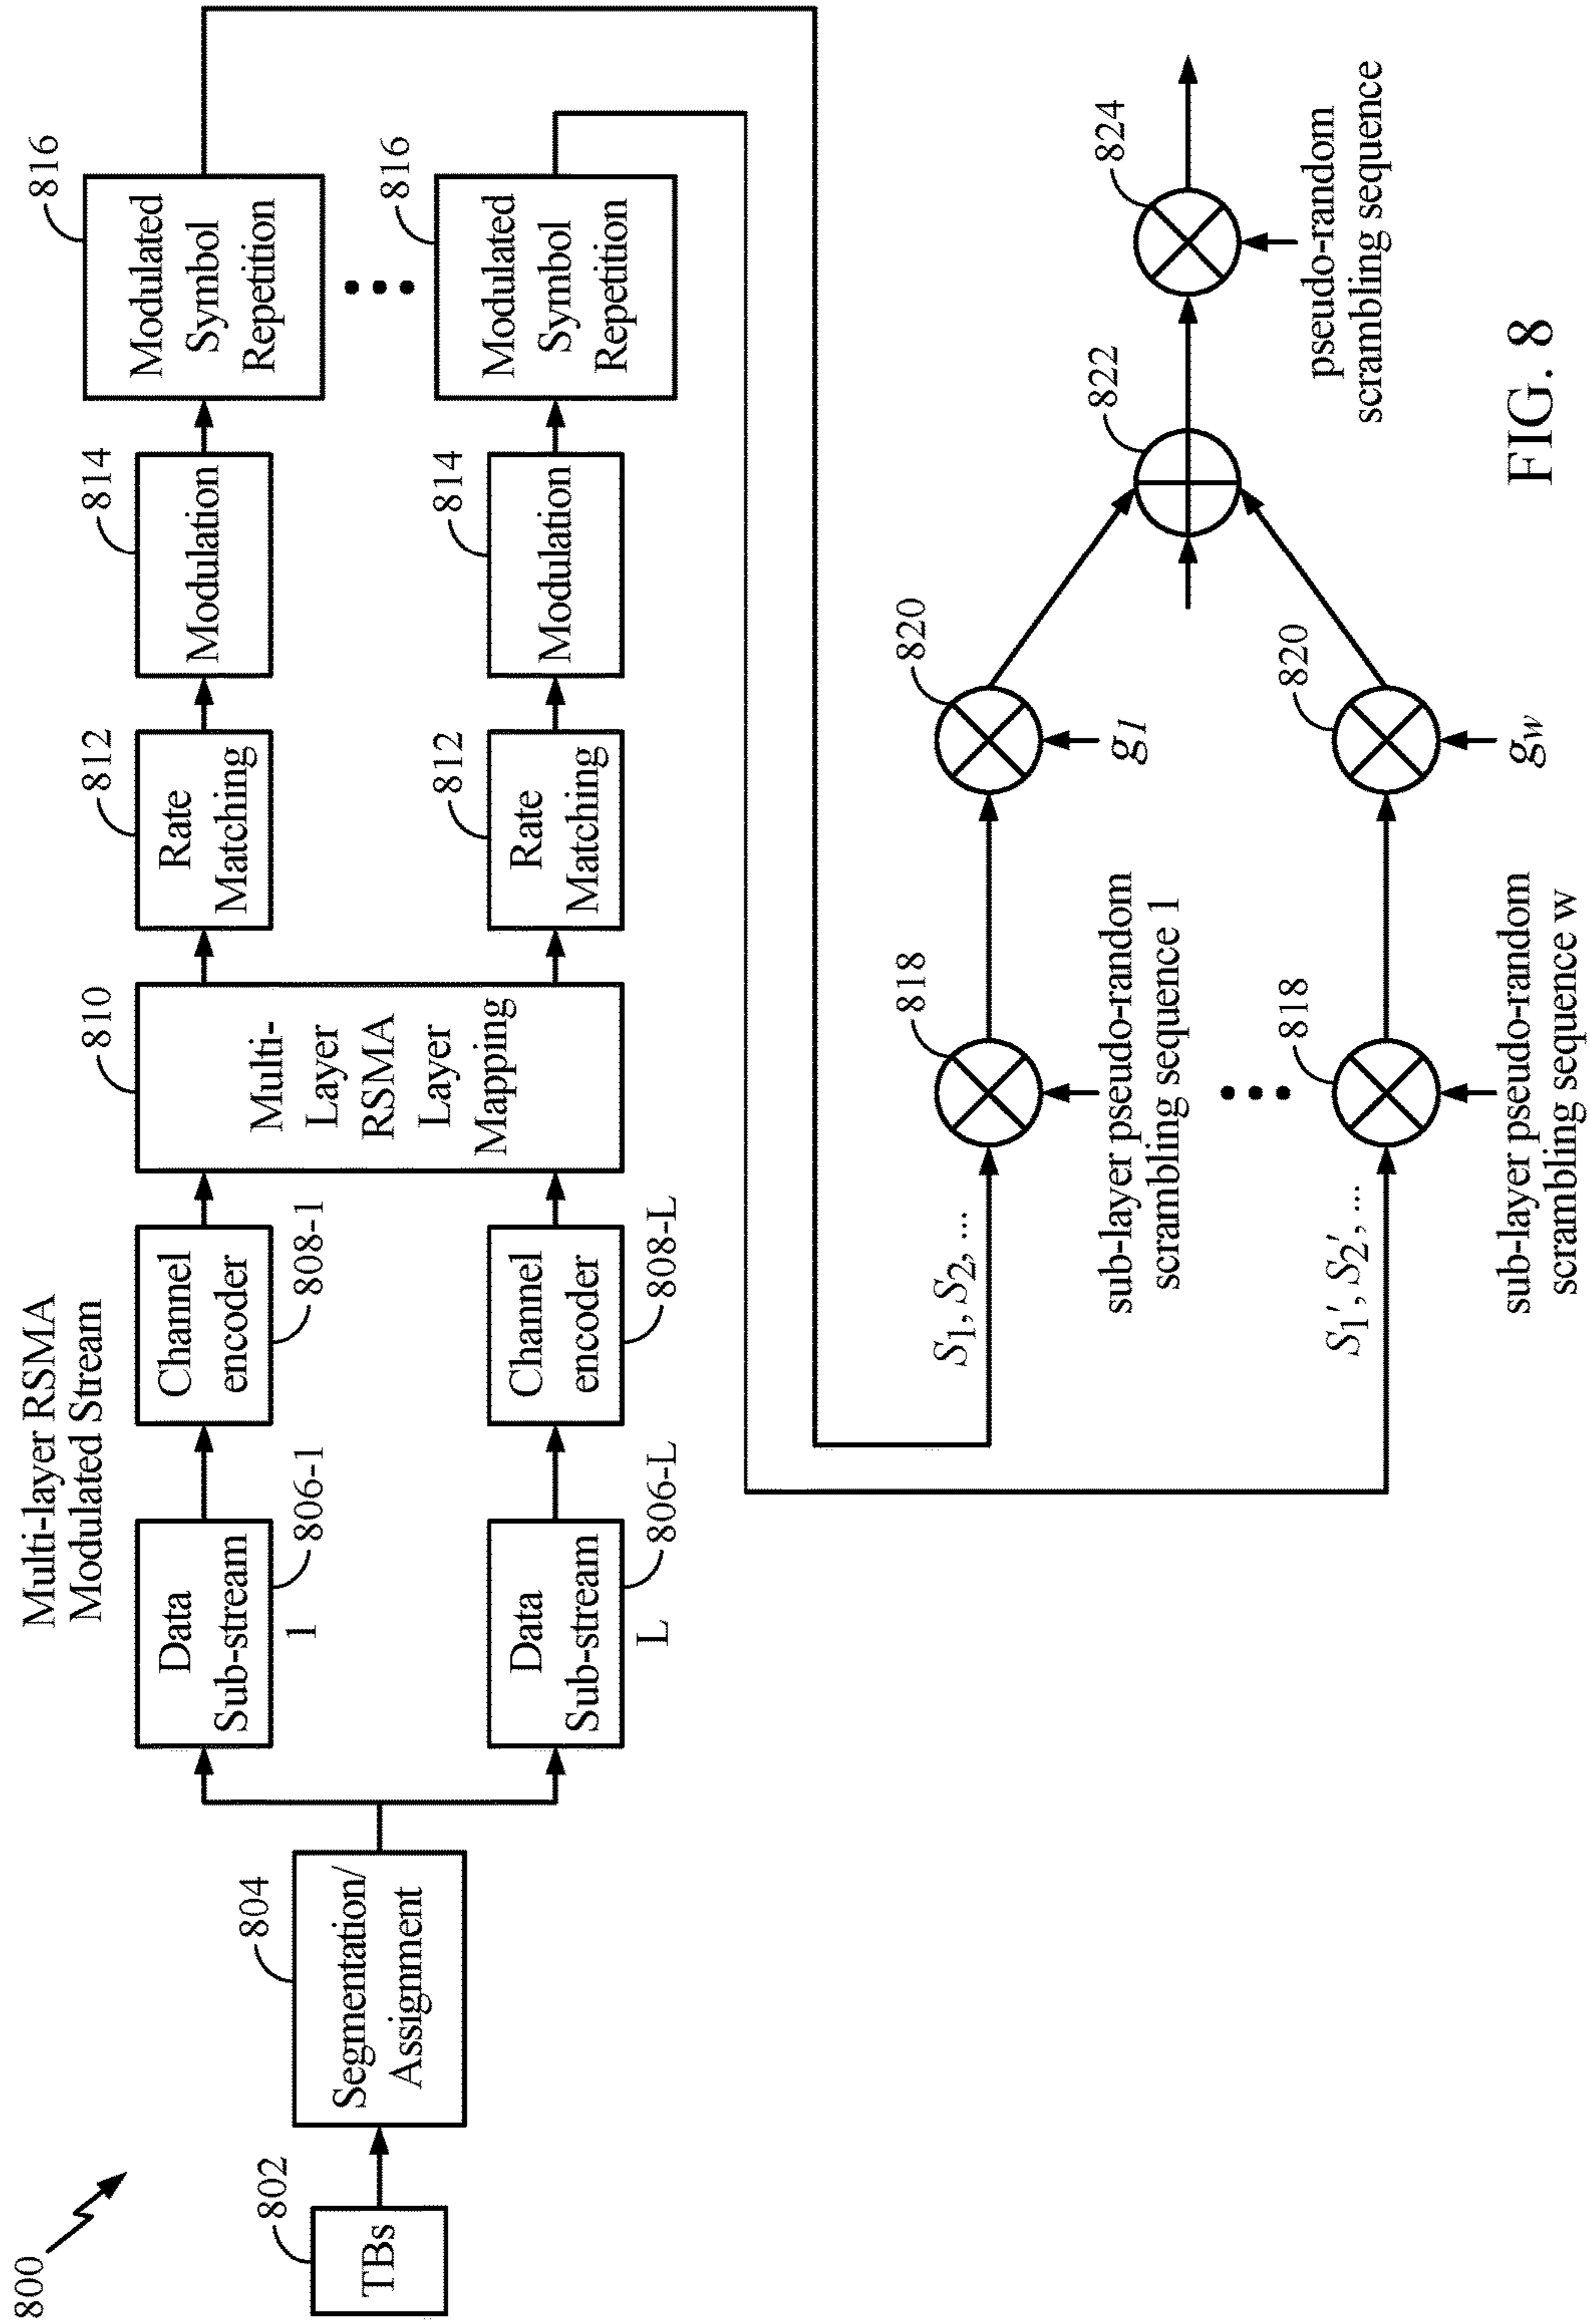 800
Multi-layer RSMA
Modulated Stream
802
TBs
804
Segmentation/
Assignment
Data
Sub-stream
1
806-1
Channel
encoder
808-1
Data
Sub-stream
L
806-L
Channel
encoder
808-L
810
Multi-
Layer
RSMA
Layer
Mapping
812
Rate
Matching
814
Modulation
816
Modulated
Symbol
Repetition
812
Rate
Matching
814
Modulation
816
Modulated
Symbol
Repetition
S1, S2, ...
818
sub-layer pseudo-random
scrambling sequence 1
820
g1
S1', S2', ...
818
sub-layer pseudo-random
scrambling sequence w
820
gw
822
824
pseudo-random
scrambling sequence
FIG. 8